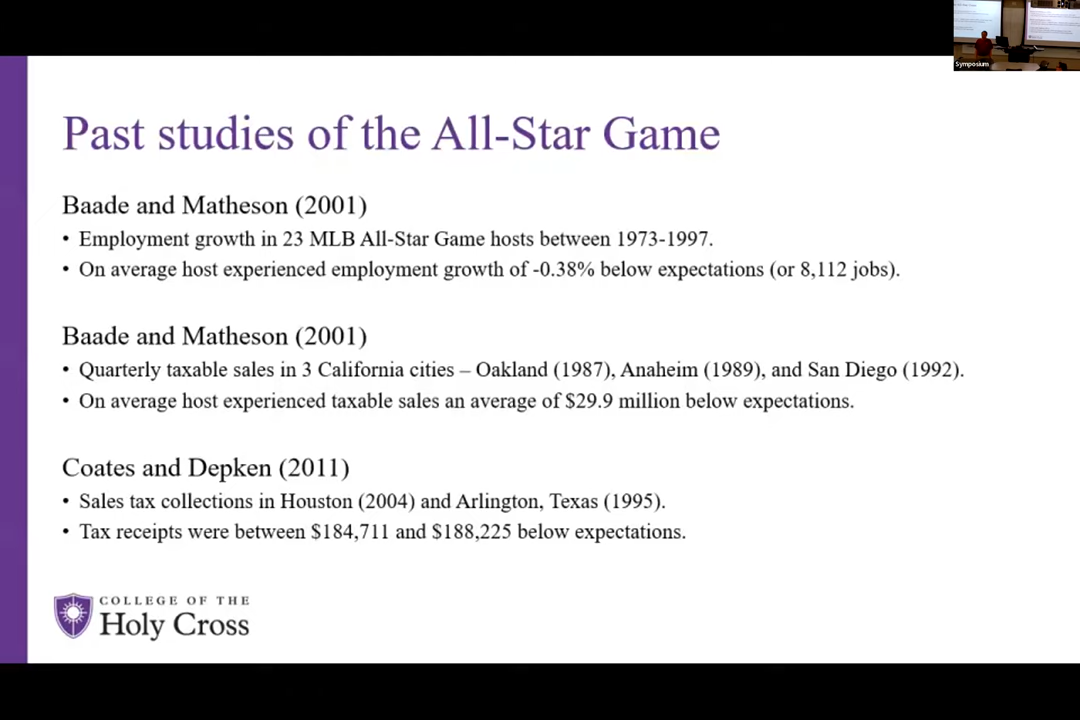 Symposium
Past studies of the All-Star Game
Baade and Matheson (2001)
• Employment growth in 23 MLB All-Star Game hosts between 1973-1997.
• On average host experienced employment growth of -0.38% below expectations (or 8,112 jobs).
Baade and Matheson (2001)
• Quarterly taxable sales in 3 California cities – Oakland (1987), Anaheim (1989), and San Diego (1992).
• On average host experienced taxable sales an average of $29.9 million below expectations.
Coates and Depken (2011)
• Sales tax collections in Houston (2004) and Arlington, Texas (1995).
• Tax receipts were between $184,711 and $188,225 below expectations.
COLLEGE OF THE
Holy Cross